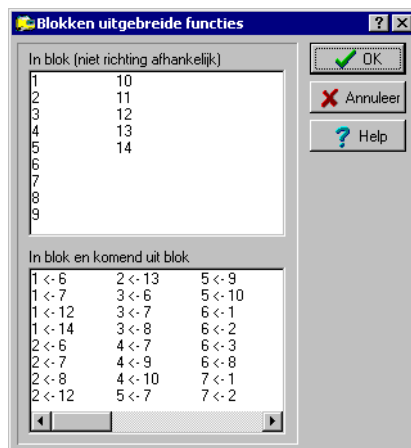 Blokken uitgebreide functies
In blok (niet richting afhankelijk)
1 10
2 11
3 12
4 13
5 14
6
7
8
9
In blok en komend uit blok
1 <- 6 2 <- 13 5 <- 9
1 <- 7 3 <- 6 5 <- 10
1 <- 12 3 <- 7 6 <- 1
1 <- 14 3 <- 8 6 <- 2
2 <- 6 4 <- 7 6 <- 3
2 <- 7 4 <- 9 6 <- 8
2 <- 8 4 <- 10 7 <- 1
2 <- 12 5 <- 7 7 <- 2
OK
Annuleer
Help